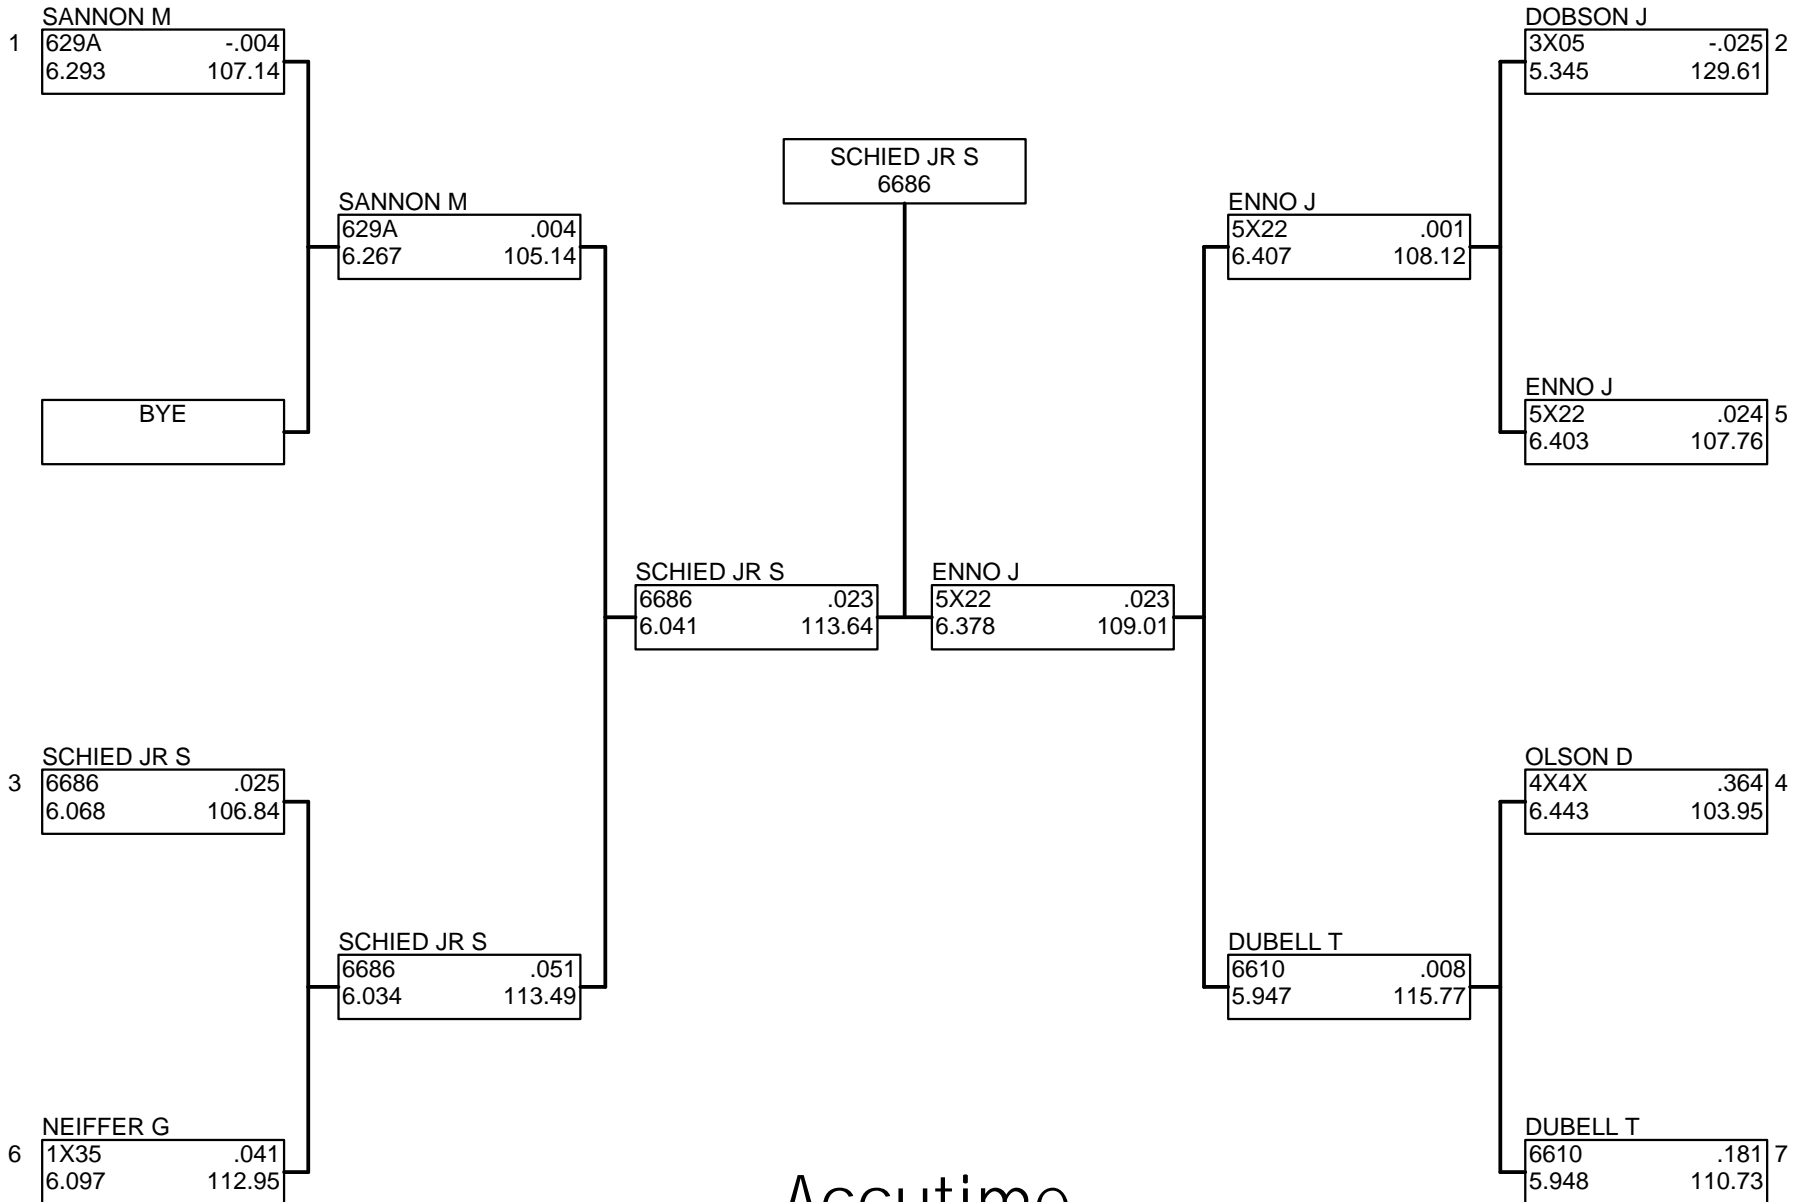 SANNON M
1
629A -.004
6.293 107.14
BYE
SCHIED JR S
3
6686 .025
6.068 106.84
NEIFFER G
6
1X35 .041
6.097 112.95
SANNON M
629A .004
6.267 105.14
SCHIED JR S
6686 .051
6.034 113.49
SCHIED JR S
6686 .023
6.041 113.64
SCHIED JR S
6686
ENNO J
5X22 .023
6.378 109.01
ENNO J
5X22 .001
6.407 108.12
DUBELL T
6610 .008
5.947 115.77
DOBSON J
3X05 -.025
2
5.345 129.61
ENNO J
5X22 .024
5
6.403 107.76
OLSON D
4X4X .364
4
6.443 103.95
DUBELL T
6610 .181
7
5.948 110.73
Accutime